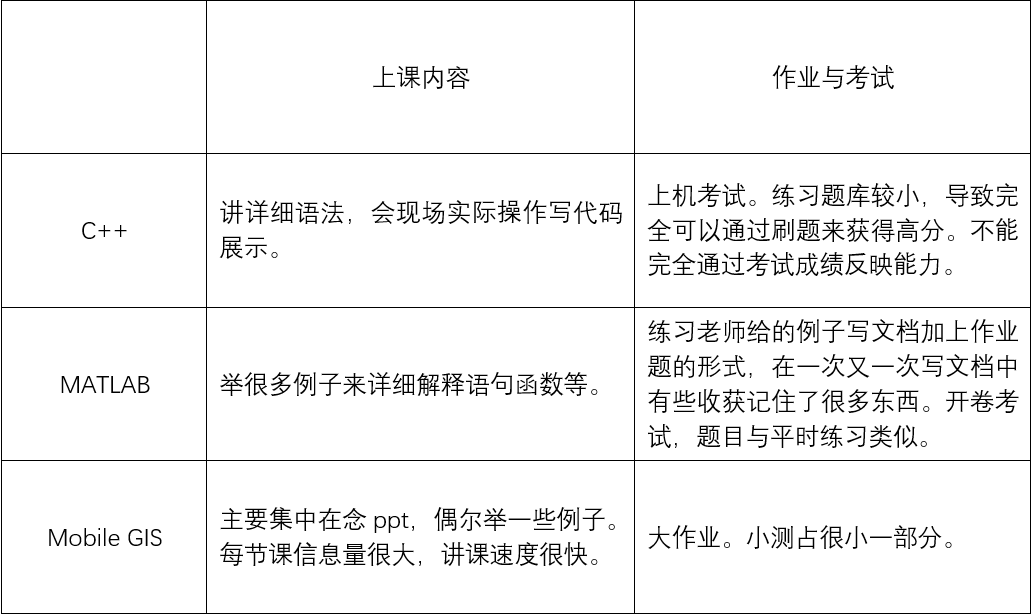 上课内容
作业与考试
C++
讲详细语法，会现场实际操作写代码
展示。
上机考试。练习题库较小，导致完
全可以通过刷题来获得高分。不能
完全通过考试成绩反映能力。
MATLAB
举很多例子来详细解释语句函数等。
练习老师给的例子写文档加上作业
题的形式，在一次又一次写文档中
有些收获记住了很多东西。开卷考
试，题目与平时练习类似。
Mobile GIS
主要集中在念 ppt，偶尔举一些例子。
每节课信息量很大，讲课速度很快。
大作业。小测占很小一部分。